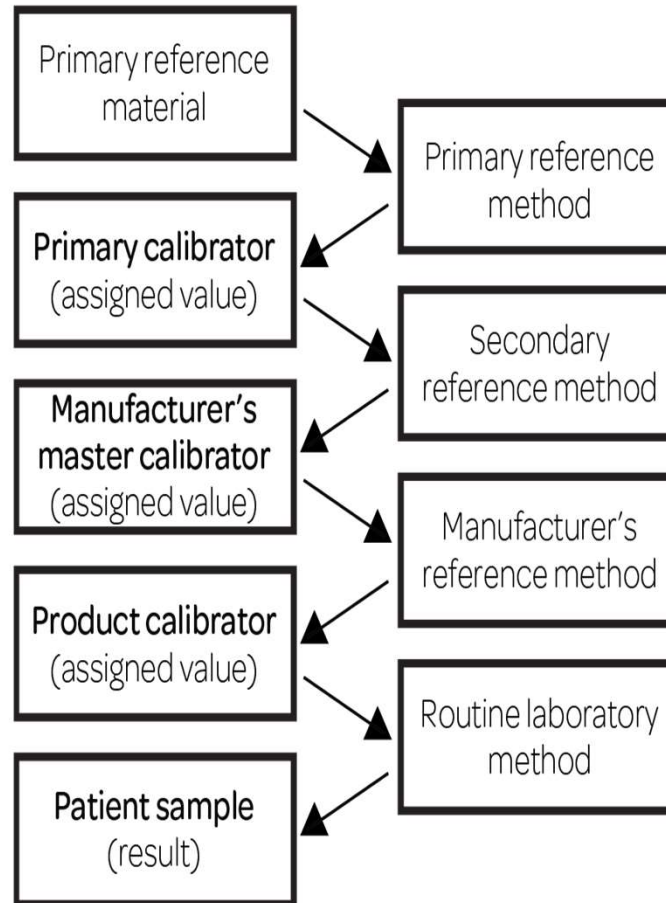 Primary reference
material
Primary reference
method
Primary calibrator
(assigned value)
Secondary
reference method
Manufacturer's
master calibrator
(assigned value)
Manufacturer's
reference method
Product calibrator
(assigned value)
Routine laboratory
method
Patient sample
(result)